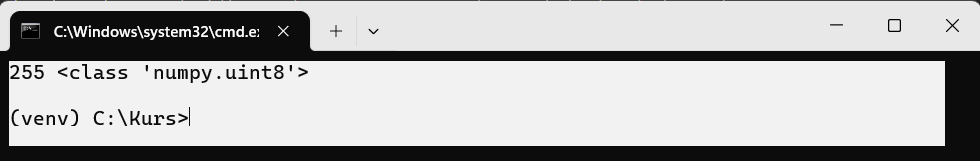 C:\Windows\system32\cmd.e:
255 <class 'numpy.uint8'>
(venv) C:\Kurs>